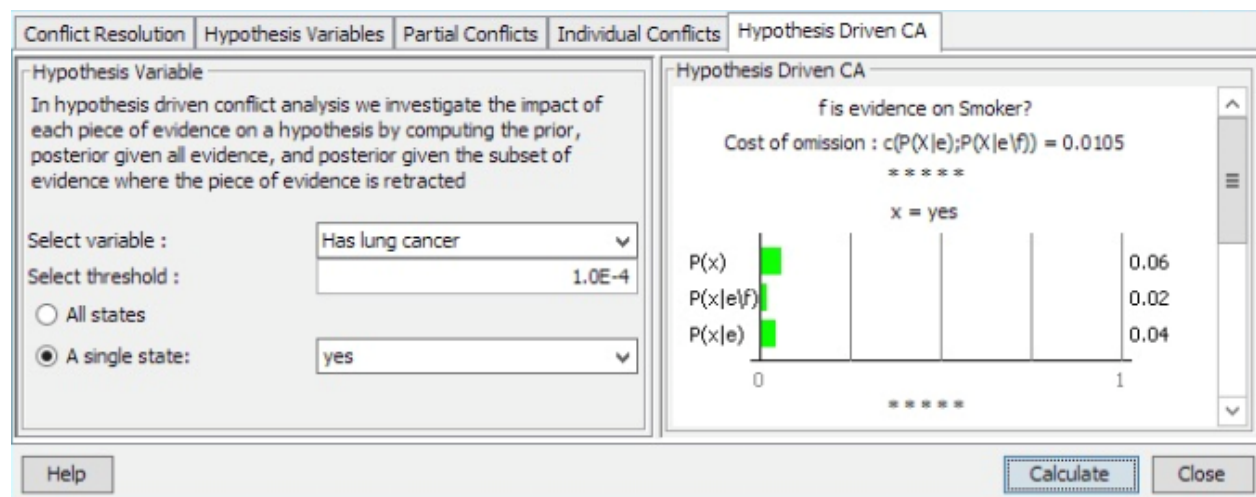 Conflict Resolution Hypothesis Variables Partial Conflicts Individual Conflicts Hypothesis Driven CA
Hypothesis Variable
In hypothesis driven conflict analysis we investigate the impact of
each piece of evidence on a hypothesis by computing the prior,
posterior given all evidence, and posterior given the subset of
evidence where the piece of evidence is retracted
Select variable : Has lung cancer
Select threshold : 1.0E-4
All states
A single state: yes
Hypothesis Driven CA
f is evidence on Smoker?
Cost of omission : c(P(X|e);P(X|e\f)) = 0.0105
* * * * *
x = yes
P(x) 0.06
P(x|e\f) 0.02
P(x|e) 0.04
0 1
* * * * *
Help Calculate Close